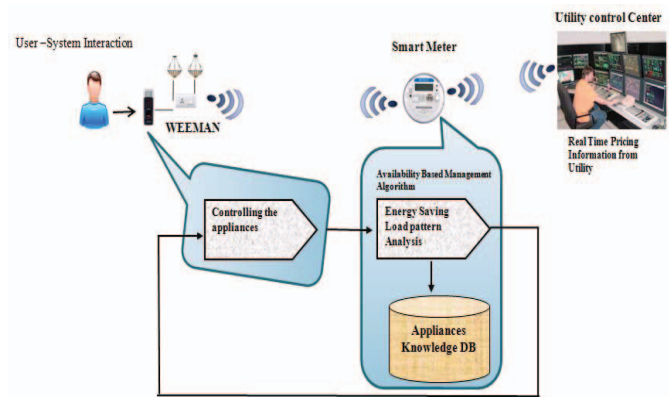 Utility control Center
User –System Interaction
Smart Meter
WEEMAN
Real Time Pricing
Information from
Utility
Availability Based Management
Algorithm
Controlling the
appliances
Energy Saving
Load pattern
Analysis
Appliances
Knowledge DB